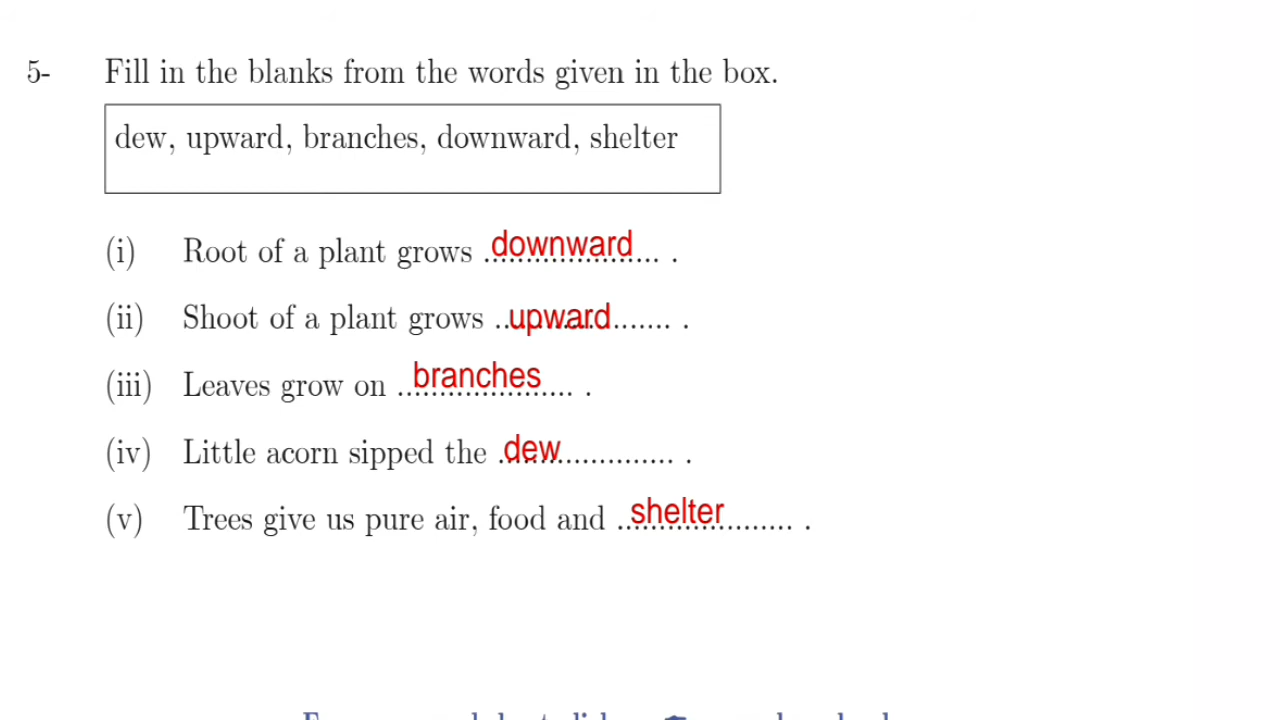 5- Fill in the blanks from the words given in the box.
dew, upward, branches, downward, shelter
(i) Root of a plant grows .downward... .
(ii) Shoot of a plant grows ..upward....... .
(iii) Leaves grow on ..branches.... .
(iv) Little acorn sipped the .dew................ .
(v) Trees give us pure air, food and ..shelter........ .